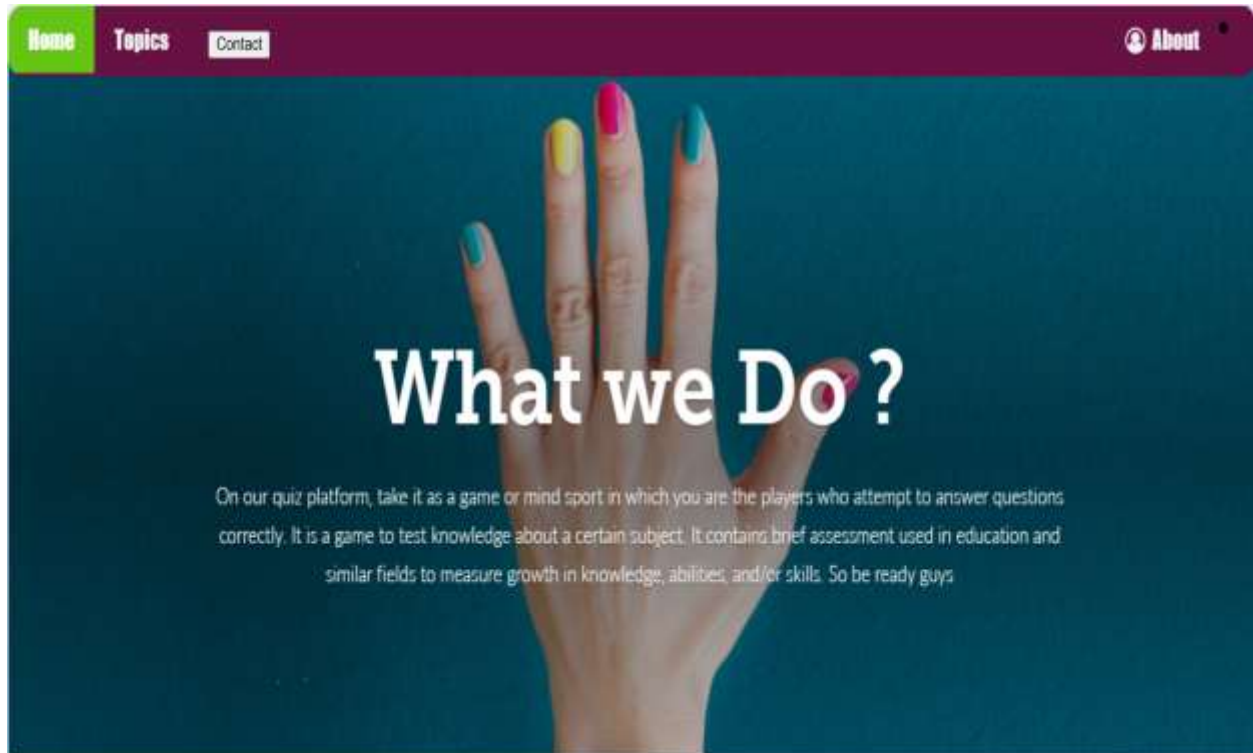 Home
Topics
Contact
About
What we Do ?
On our quiz platform, take it as a game or mind sport in which you are the players who attempt to answer questions
correctly. It is a game to test knowledge about a certain subject. It contains brief assessment used in education and
similar fields to measure growth in knowledge, abilities, and/or skills. So be ready guys